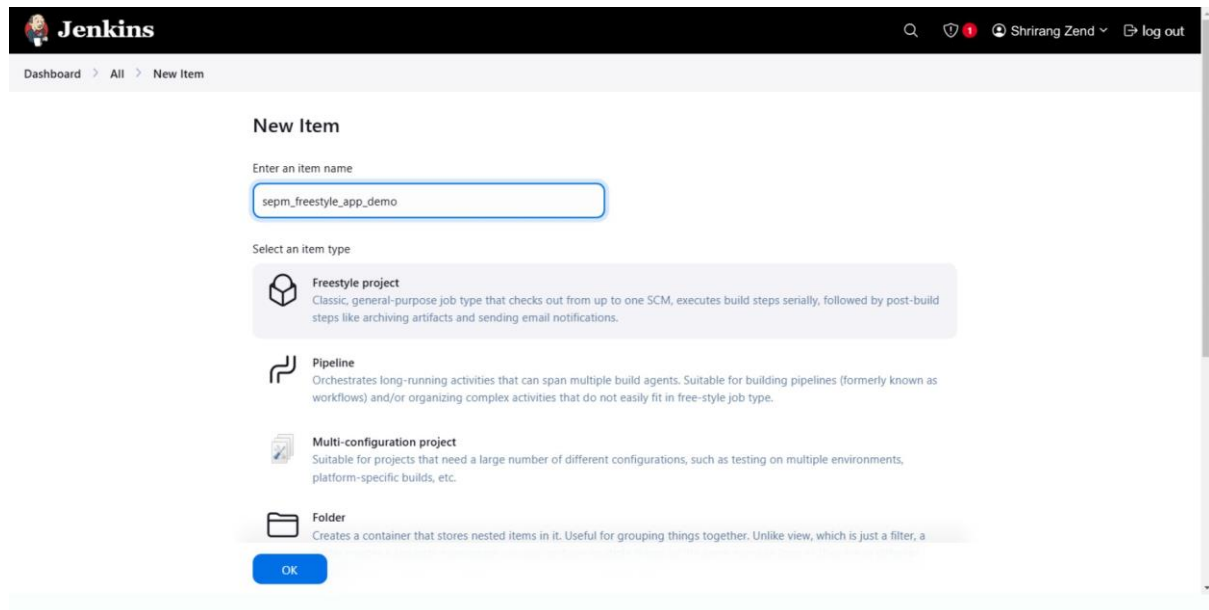 Jenkins
1
Shrirang Zend
log out
Dashboard > All > New Item
New Item
Enter an item name
sepm_freestyle_app_demo
Select an item type
Freestyle project
Classic, general-purpose job type that checks out from up to one SCM, executes build steps serially, followed by post-build
steps like archiving artifacts and sending email notifications.
Pipeline
Orchestrates long-running activities that can span multiple build agents. Suitable for building pipelines (formerly known as
workflows) and/or organizing complex activities that do not easily fit in free-style job type.
Multi-configuration project
Suitable for projects that need a large number of different configurations, such as testing on multiple environments,
platform-specific builds, etc.
Folder
Creates a container that stores nested items in it. Useful for grouping things together. Unlike view, which is just a filter, a
OK